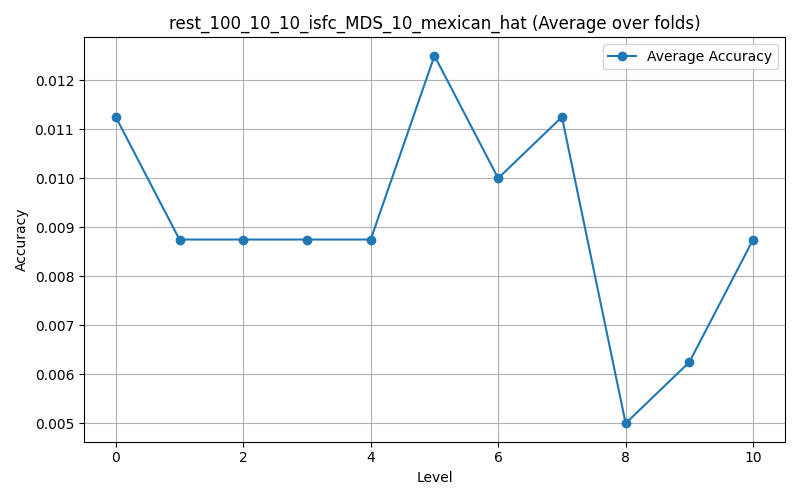 rest_100_10_10_isfc_MDS_10_mexican_hat (Average over folds)
Average Accuracy
Accuracy
0.012
0.011
0.010
0.009
0.008
0.007
0.006
0.005
0 2 4 6 8 10
Level